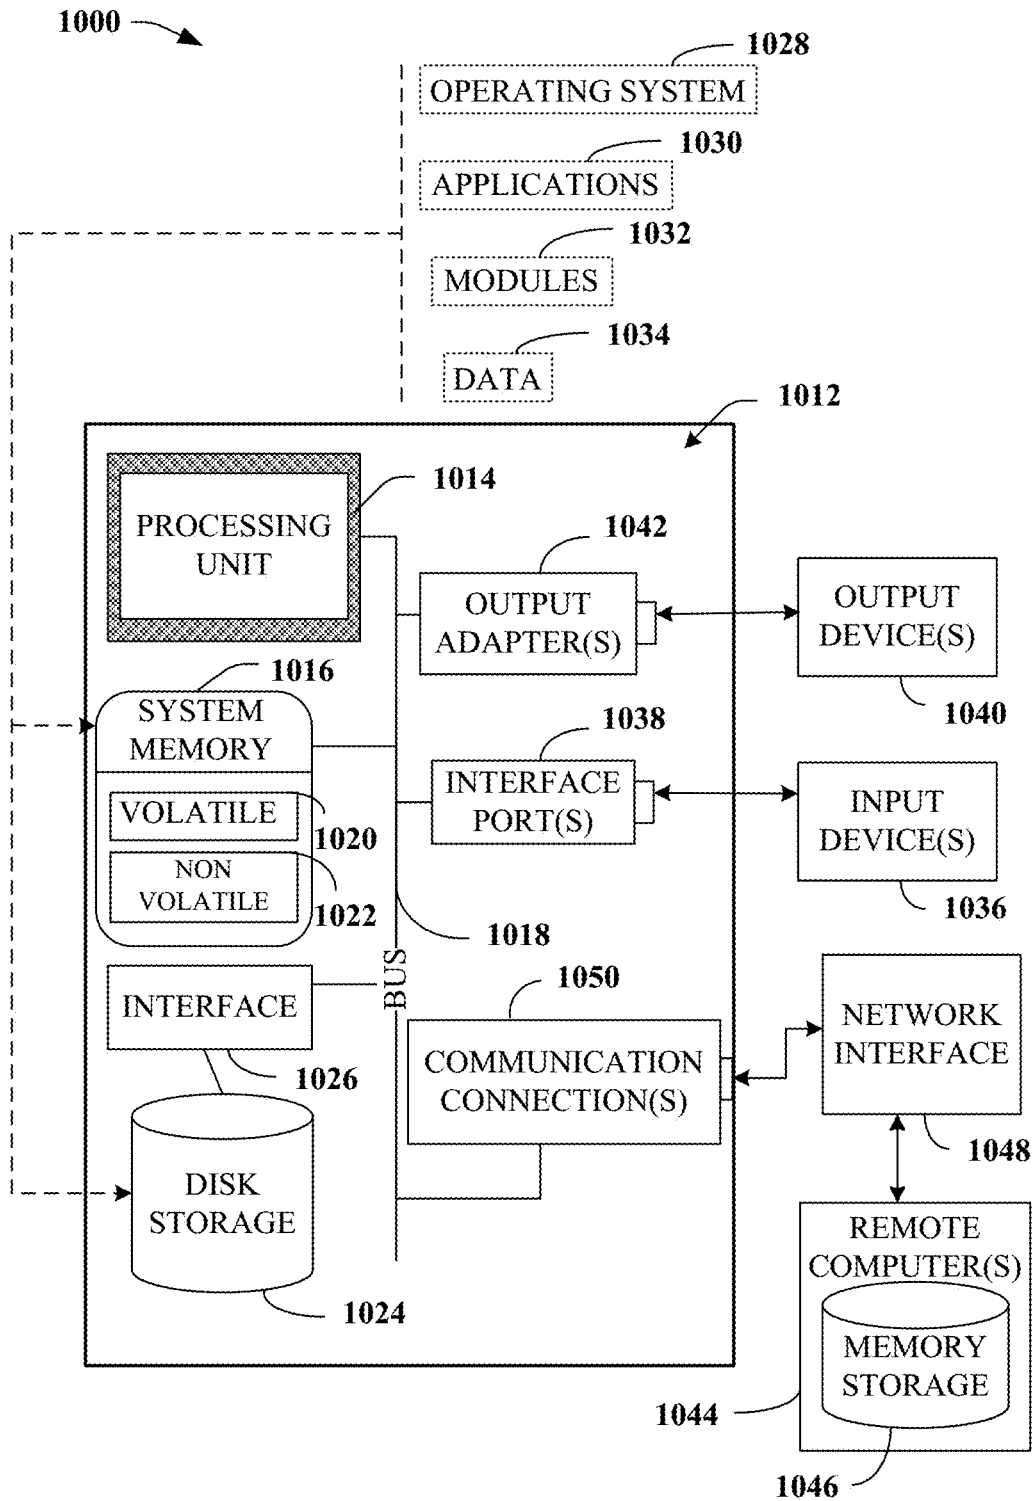 1000
1028
OPERATING SYSTEM
1030
APPLICATIONS
1032
MODULES
1034
DATA
1012
1014
PROCESSING
UNIT
1042
OUTPUT
ADAPTER(S)
OUTPUT
DEVICE(S)
1040
1016
SYSTEM
MEMORY
VOLATILE
1020
NON
VOLATILE
1022
1038
INTERFACE
PORT(S)
INPUT
DEVICE(S)
1036
1018
BUS
INTERFACE
1026
1050
COMMUNICATION
CONNECTION(S)
NETWORK
INTERFACE
1048
DISK
STORAGE
1024
REMOTE
COMPUTER(S)
MEMORY
STORAGE
1044
1046